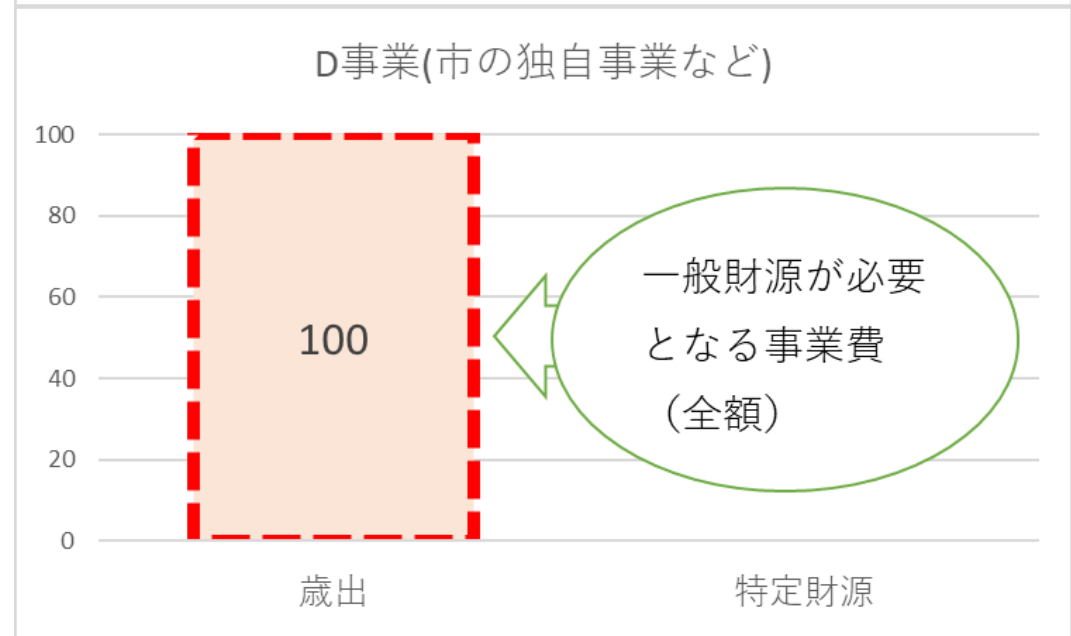 D事業(市の独自事業など)
100
80
60
40
20
0
100
一般財源が必要
となる事業費
（全額）
歳出
特定財源